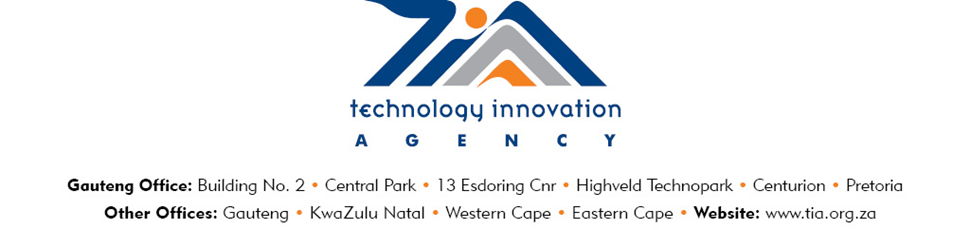 technology innovation
AGENCY
Gauteng Office: Building No. 2 • Central Park • 13 Esdoring Cnr • Highveld Technopark • Centurion • Pretoria
Other Offices: Gauteng • KwaZulu Natal • Western Cape • Eastern Cape • Website: www.tia.org.za